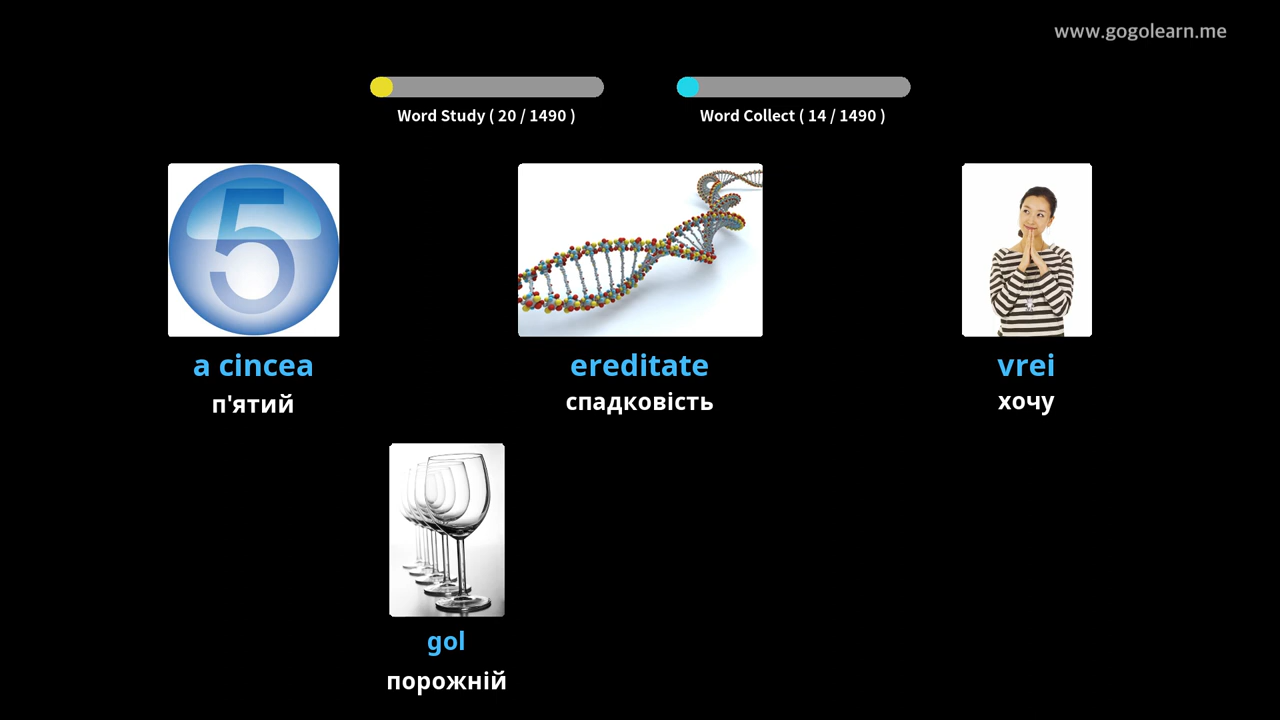 www.gogolearn.me
Word Study ( 20 / 1490 )
Word Collect ( 14 / 1490 )
5
a cincea
ereditate
vrei
п'ятий
спадковість
хочу
gol
порожній